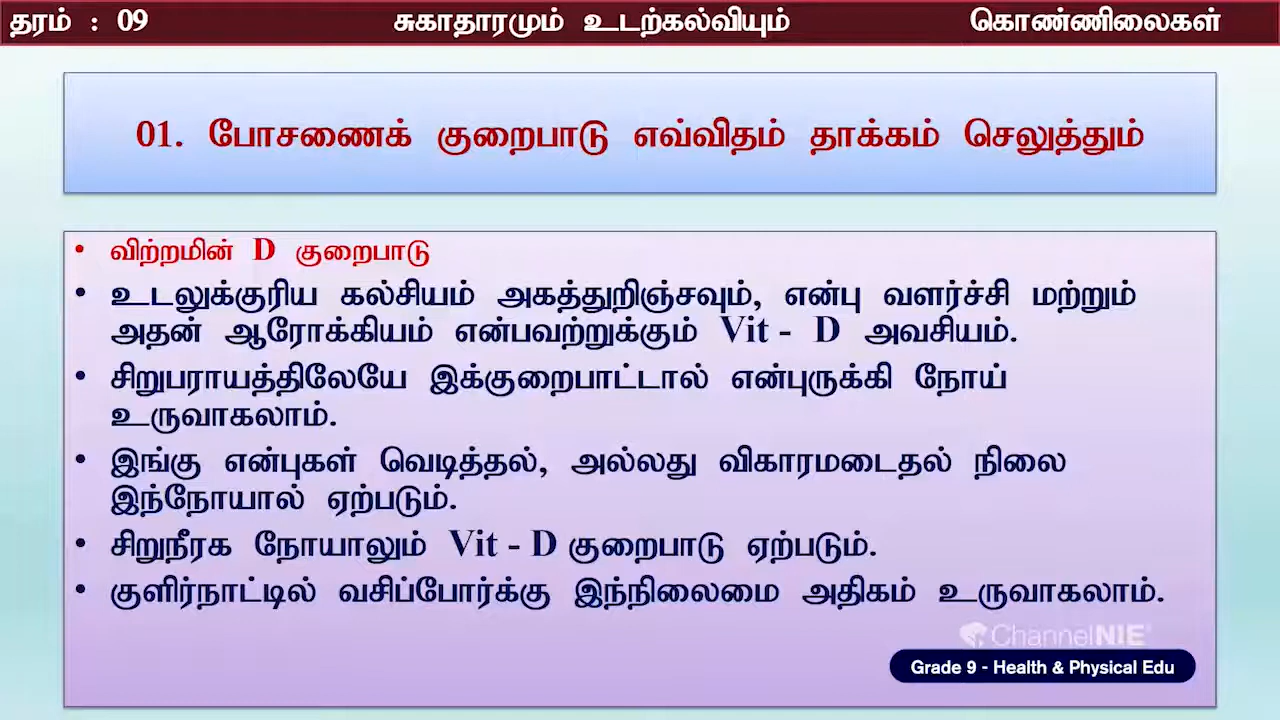 தரம் : 09 சுகாதாரமும் உடற்கல்வியும் கொண்ணிலைகள்
01. போசணைக் குறைபாடு எவ்விதம் தாக்கம் செலுத்தும்
• விற்றமின் D குறைபாடு
• உடலுக்குரிய கல்சியம் அகத்துறிஞ்சவும், என்பு வளர்ச்சி மற்றும்
அதன் ஆரோக்கியம் என்பவற்றுக்கும் Vit - D அவசியம்.
• சிறுபராயத்திலேயே இக்குறைபாட்டால் என்புருக்கி நோய்
உருவாகலாம்.
• இங்கு என்புகள் வெடித்தல், அல்லது விகாரமடைதல் நிலை
இந்நோயால் ஏற்படும்.
• சிறுநீரக நோயாலும் Vit - D குறைபாடு ஏற்படும்.
• குளிர்நாட்டில் வசிப்போர்க்கு இந்நிலைமை அதிகம் உருவாகலாம்.
ChannelNIE
Grade 9 - Health & Physical Edu